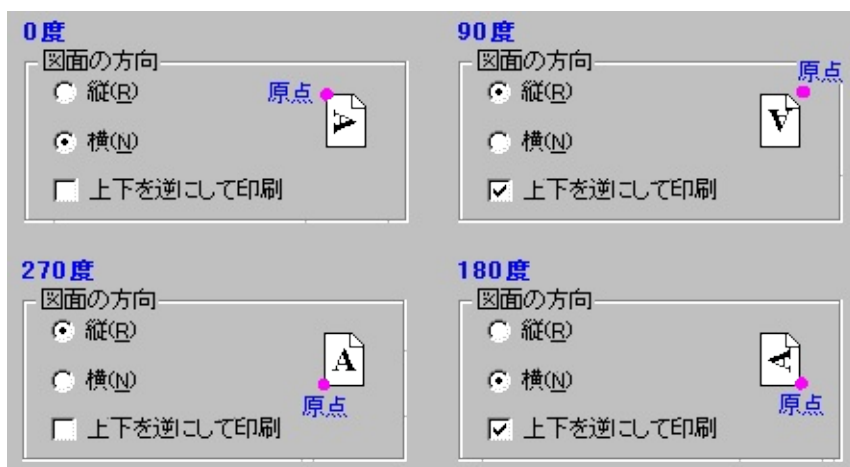 0度
図面の方向
縦(R)
原点
A
横(N)
上下を逆にして印刷
90度
図面の方向
原点
縦(R)
A
横(N)
上下を逆にして印刷
270度
図面の方向
縦(R)
A
横(N)
原点
上下を逆にして印刷
180度
図面の方向
縦(R)
A
横(N)
原点
上下を逆にして印刷